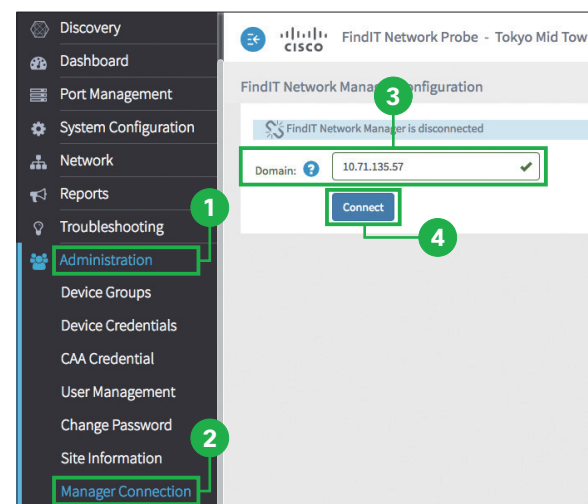 Discovery
Dashboard
Port Management
System Configuration
Network
Reports
1
Troubleshooting
Administration
Device Groups
Device Credentials
CAA Credential
User Management
Change Password
2
Site Information
Manager Connection
CISCO
FindIT Network Probe - Tokyo Mid Tow
FindIT Network Mana nfiguration
3
FindIT Network Manager is disconnected
Domain: ? 10.71.135.57
Connect
4